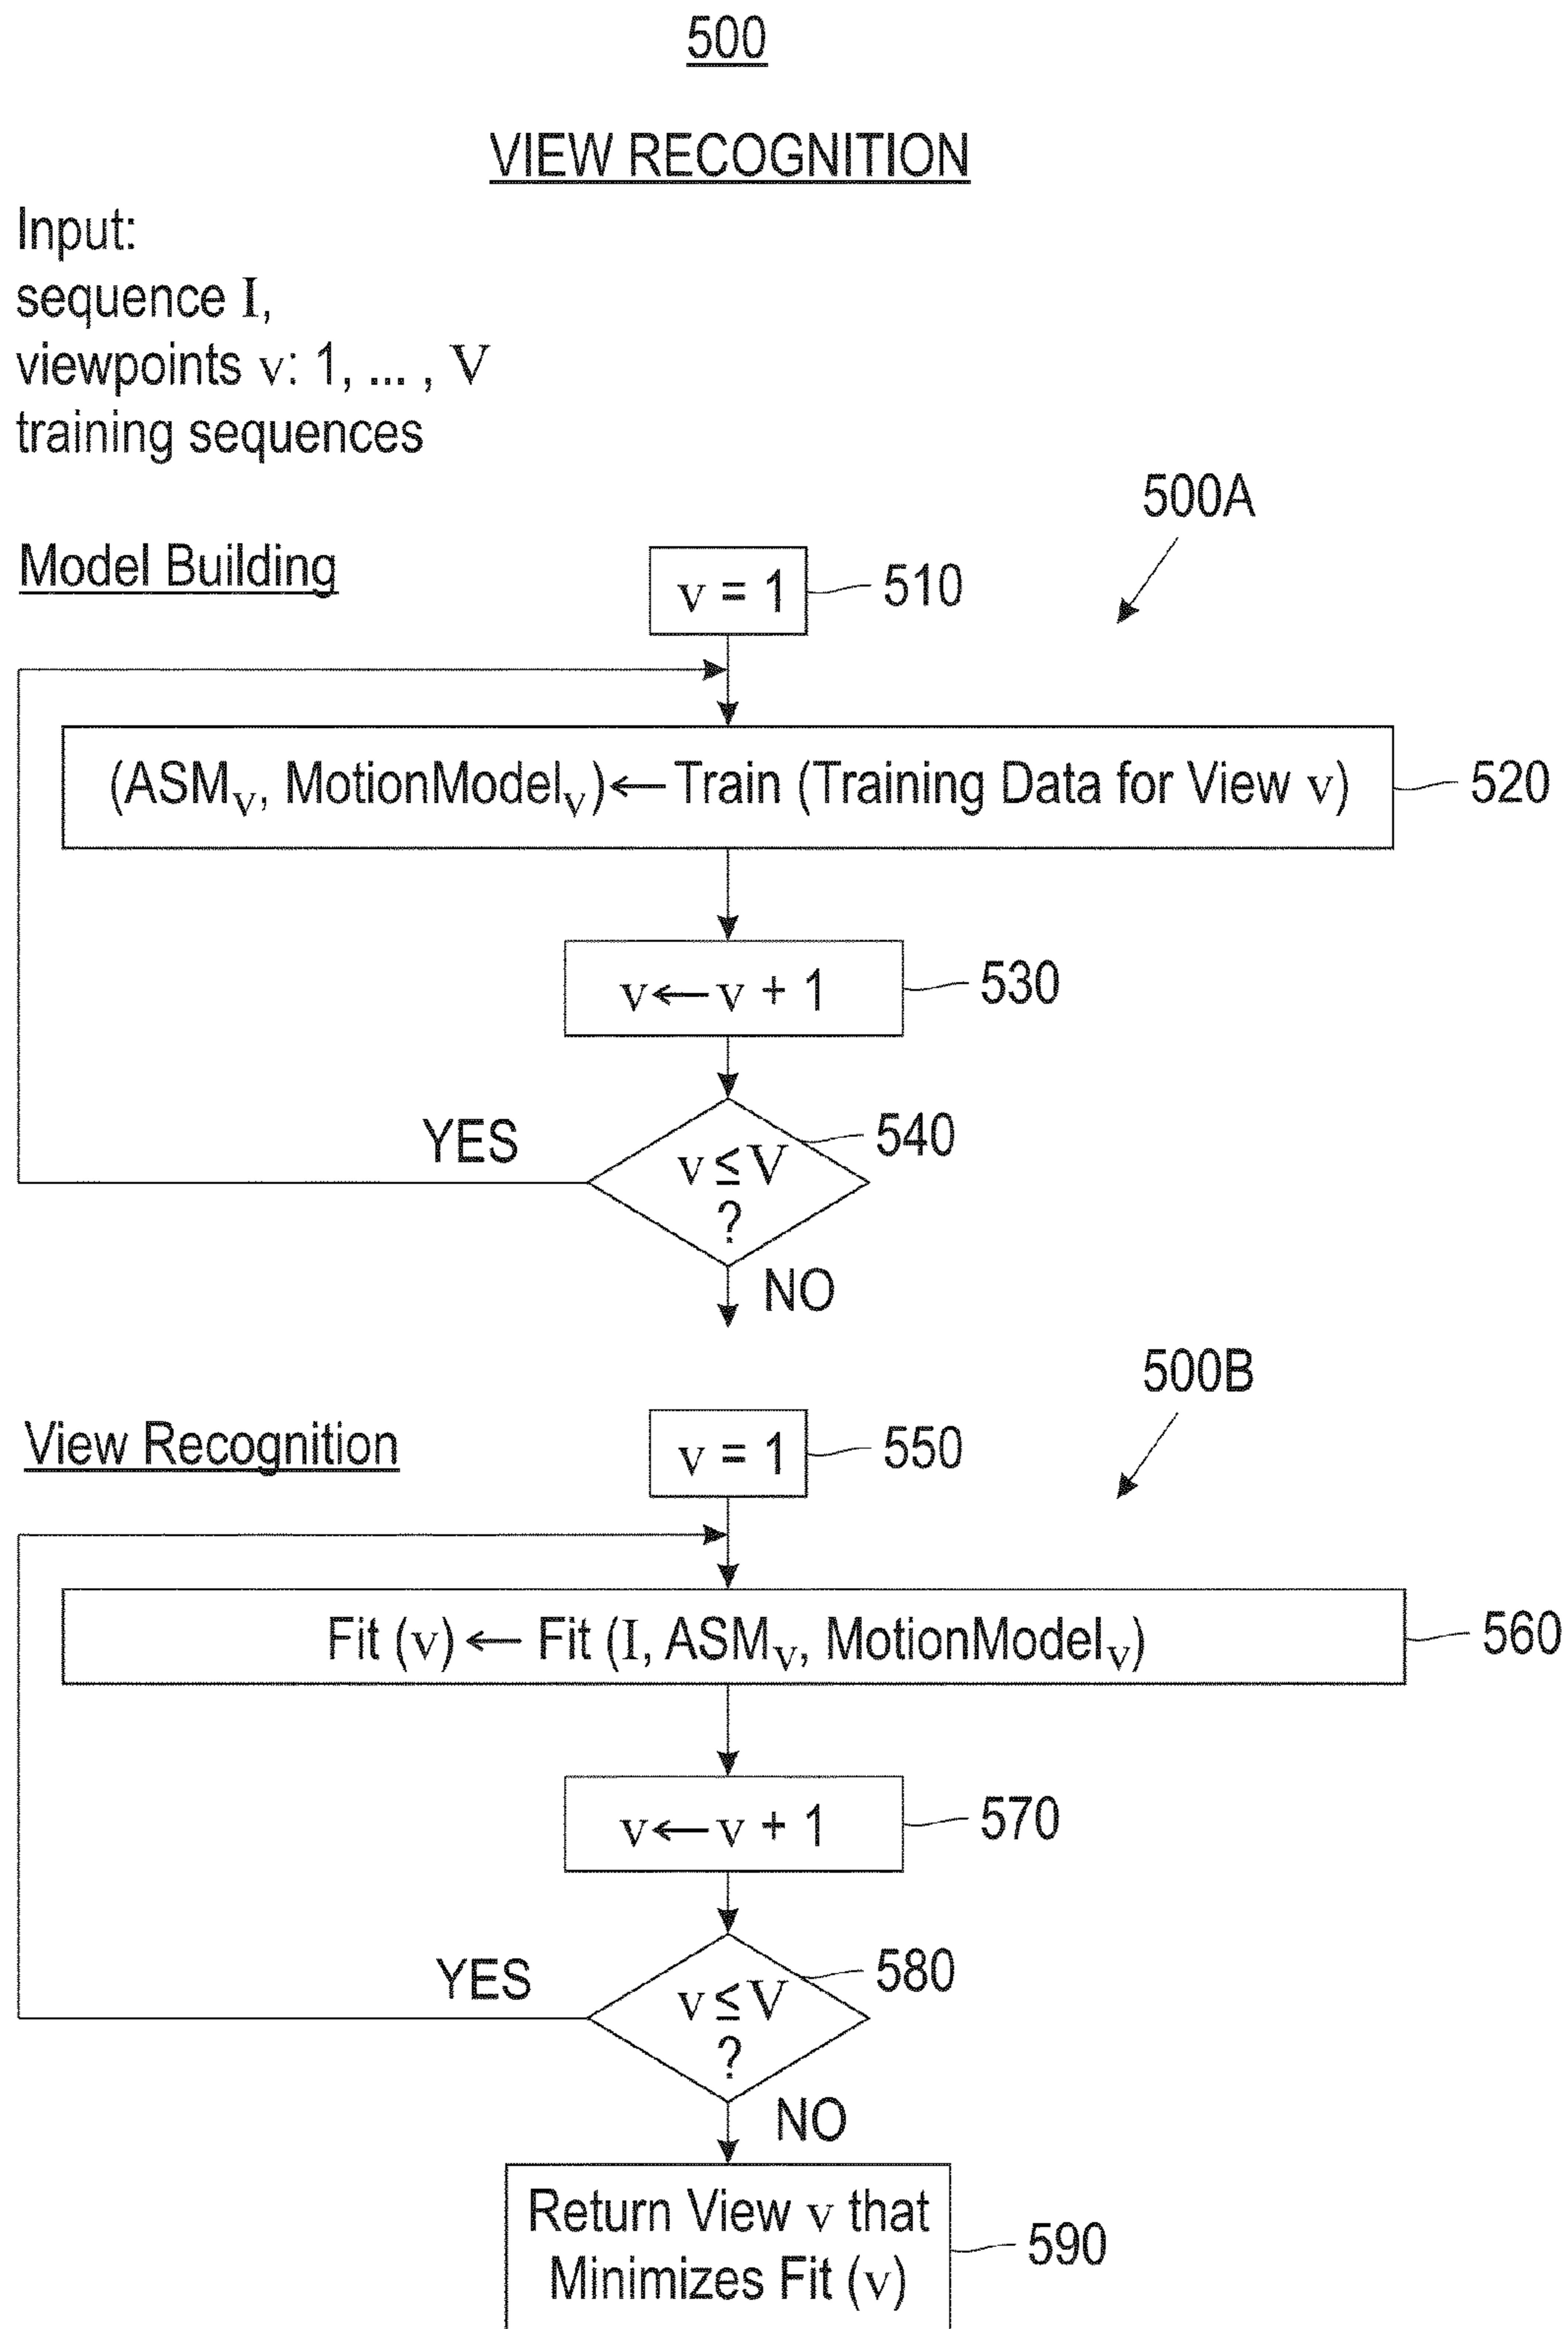 500
VIEW RECOGNITION
Input:
sequence I,
viewpoints v: 1, ... , V
training sequences
500A
Model Building
v = 1
510
(ASMv, MotionModelv)← Train (Training Data for View v)
520
v← v + 1
530
540
YES
v ≤ V
?
NO
500B
View Recognition
v = 1
550
Fit (v) ← Fit (I, ASMv, MotionModelv)
560
v← v + 1
570
580
YES
v ≤ V
?
NO
Return View v that
Minimizes Fit (v)
590